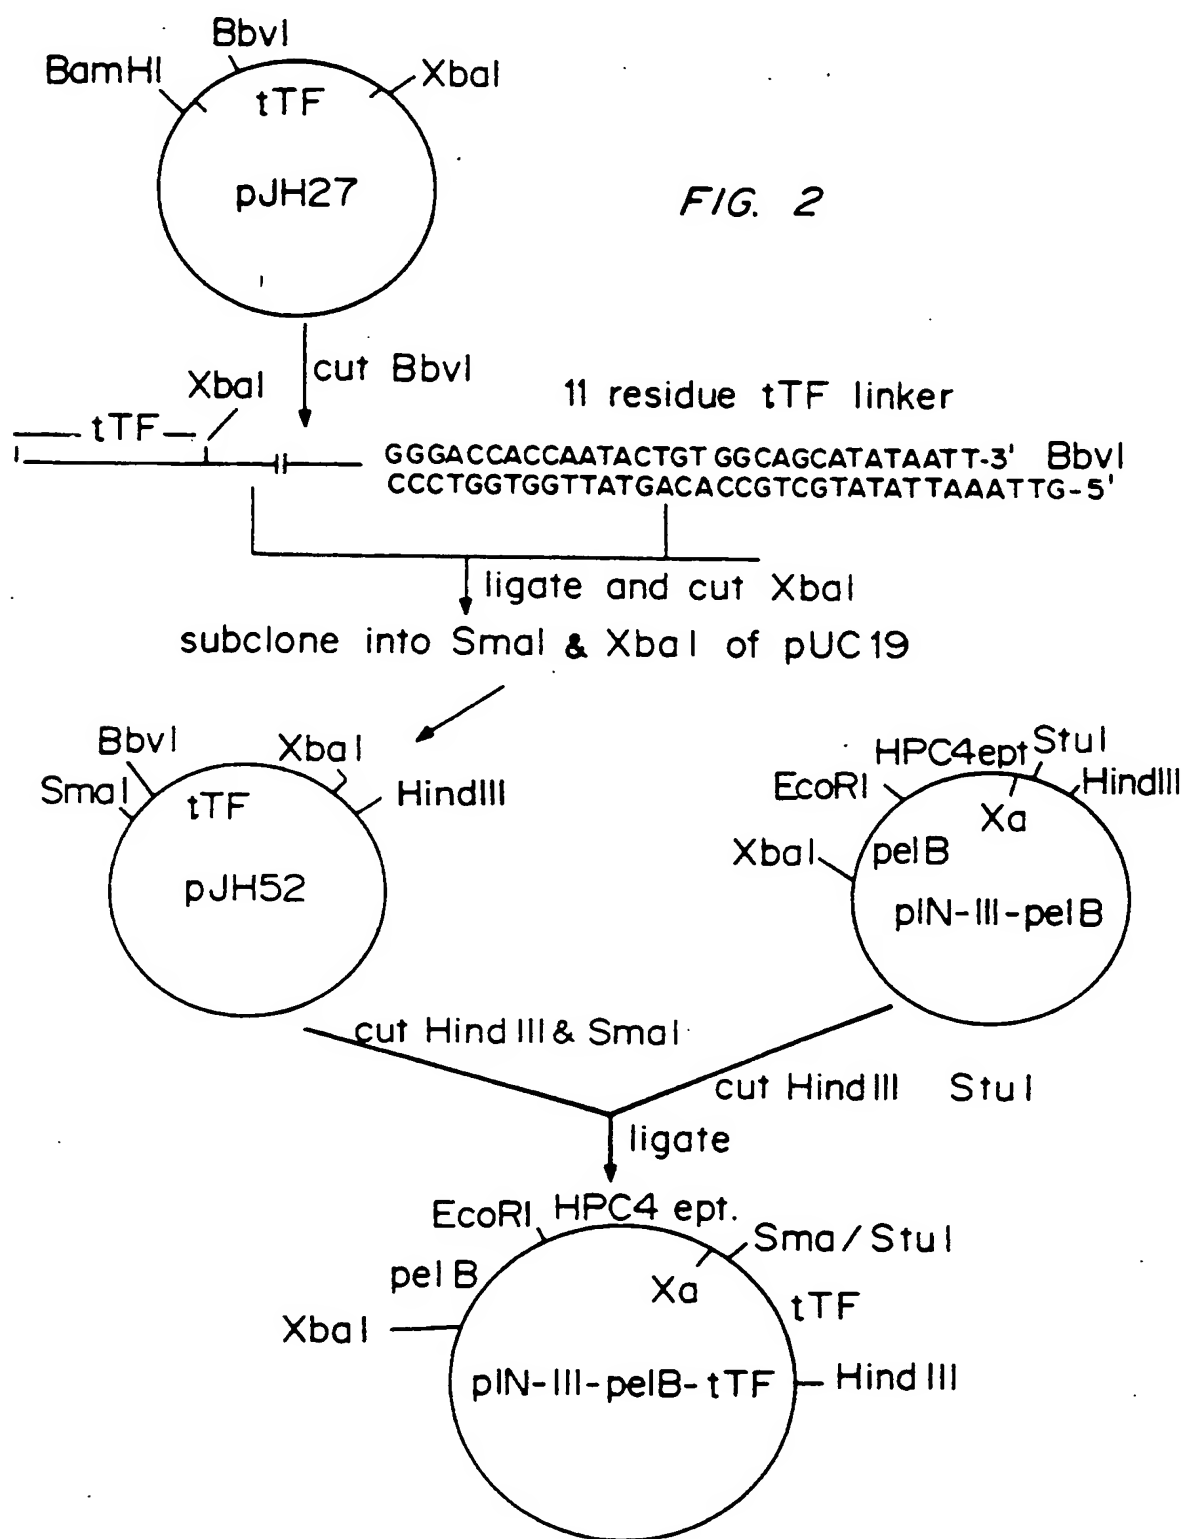 BbvI
BamHI
XbaI
tTF
pJH27
FIG. 2
cut BbvI
XbaI
11 residue tTF linker
tTF
GGGACCACCAATACTGT GGCAGCATATAATT-3' BbvI
CCCTGGTGGTTATGACACCGTCGTATATTAAATTG-5'
ligate and cut XbaI
subclone into SmaI & XbaI of pUC19
BbvI
XbaI
SmaI
tTF
HindIII
pJH52
HPC4ept
StuI
EcoRI
HindIII
Xa
XbaI
pelB
pIN-III-pelB
cut HindIII & SmaI
cut HindIII StuI
ligate
EcoRI
HPC4 ept.
Sma/StuI
pelB
Xa
tTF
XbaI
pIN-III-pelB-tTF
HindIII